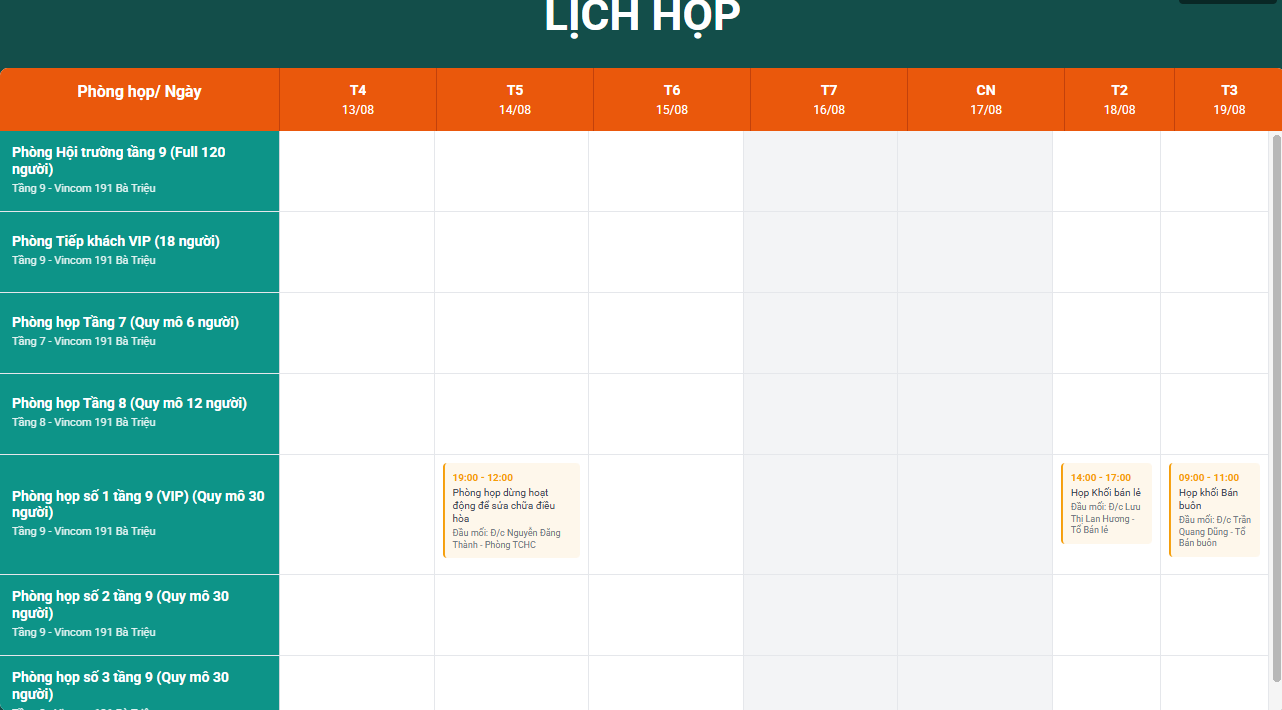 LỊCH HỌP
Phòng họp/ Ngày
T4
13/08
T5
14/08
T6
15/08
T7
16/08
CN
17/08
T2
18/08
T3
19/08
Phòng Hội trường tầng 9 (Full 120
người)
Tầng 9 - Vincom 191 Bà Triệu
Phòng Tiếp khách VIP (18 người)
Tầng 9 - Vincom 191 Bà Triệu
Phòng họp Tầng 7 (Quy mô 6 người)
Tầng 7 - Vincom 191 Bà Triệu
Phòng họp Tầng 8 (Quy mô 12 người)
Tầng 8 - Vincom 191 Bà Triệu
Phòng họp số 1 tầng 9 (VIP) (Quy mô 30
người)
Tầng 9 - Vincom 191 Bà Triệu
19:00 - 12:00
Phòng họp dừng hoạt
động để sửa chữa điều
hòa
Đầu mối: Đ/c Nguyễn Đăng
Thành - Phòng TCHC
14:00 - 17:00
Họp Khối bán lẻ
Đầu mối: Đ/c Lưu
Thị Lan Hương -
Tổ Bán lẻ
09:00 - 11:00
Họp khối Bán
buôn
Đầu mối: Đ/c Trần
Quang Dũng - Tổ
Bán buôn
Phòng họp số 2 tầng 9 (Quy mô 30
người)
Tầng 9 - Vincom 191 Bà Triệu
Phòng họp số 3 tầng 9 (Quy mô 30
người)